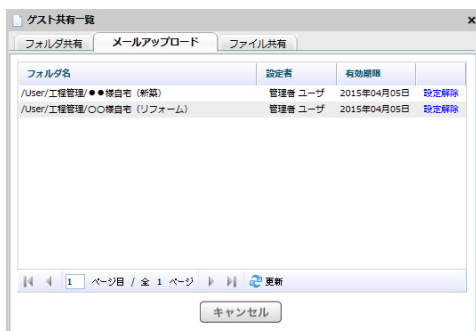 ゲスト共有一覧 ×
フォルダ共有 メールアップロード ファイル共有
フォルダ名 設定者 有効期限
/User/工程管理/●●様自宅（新築） 管理者 ユーザ 2015年04月05日 設定解除
/User/工程管理/〇〇様自宅（リフォーム） 管理者 ユーザ 2015年04月05日 設定解除
1 ページ目 / 全 1 ページ 更新
キャンセル